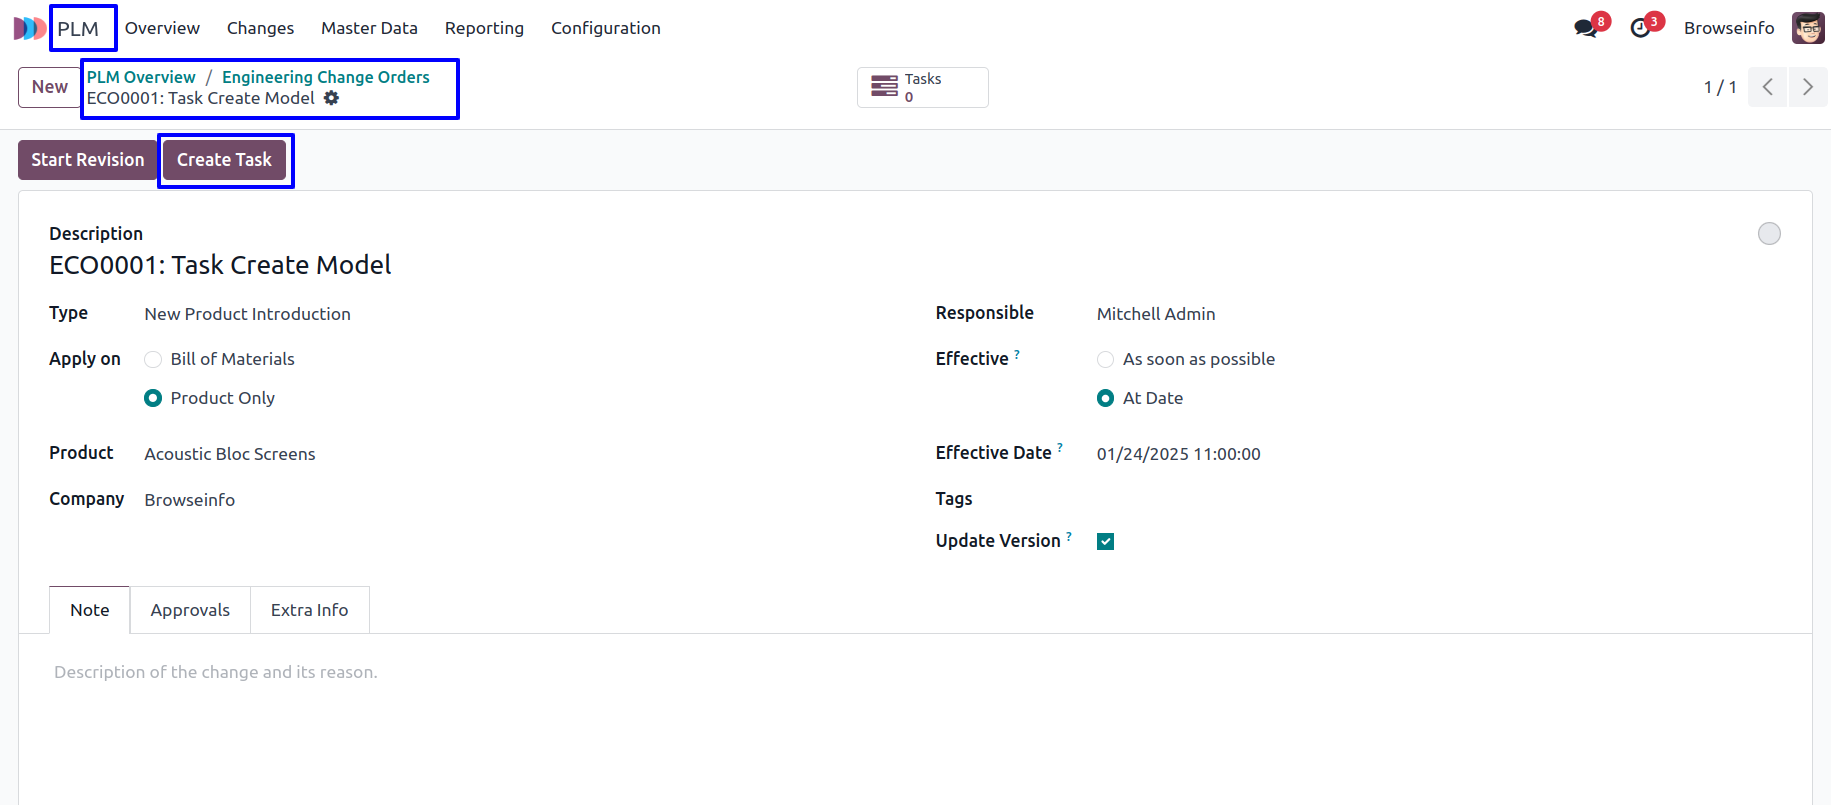 PLM Overview Changes Master Data Reporting Configuration 8 3 Browseinfo
New PLM Overview / Engineering Change Orders
ECO0001: Task Create Model
Tasks
0
1 / 1
Start Revision Create Task
Description
ECO0001: Task Create Model
Type New Product Introduction
Responsible Mitchell Admin
Apply on Bill of Materials
Product Only
Effective ? As soon as possible
At Date
Product Acoustic Bloc Screens
Effective Date ? 01/24/2025 11:00:00
Company Browseinfo
Tags
Update Version ?
Note Approvals Extra Info
Description of the change and its reason.